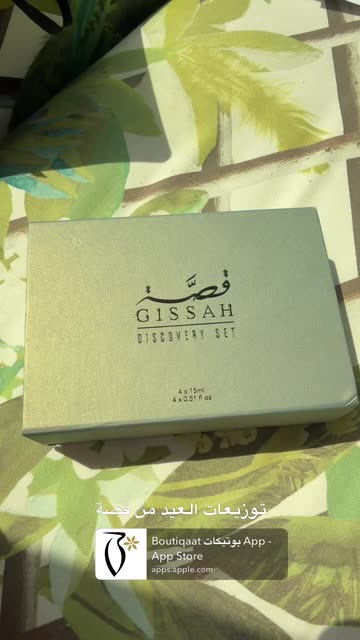 قصّة
GISSAH
DISCOVERY SET
4 x 15ml
4 x 0.51 fl oz
توزيعات العيد من قصة
Boutiqaat بوتيكات App -
App Store
apps.apple.com